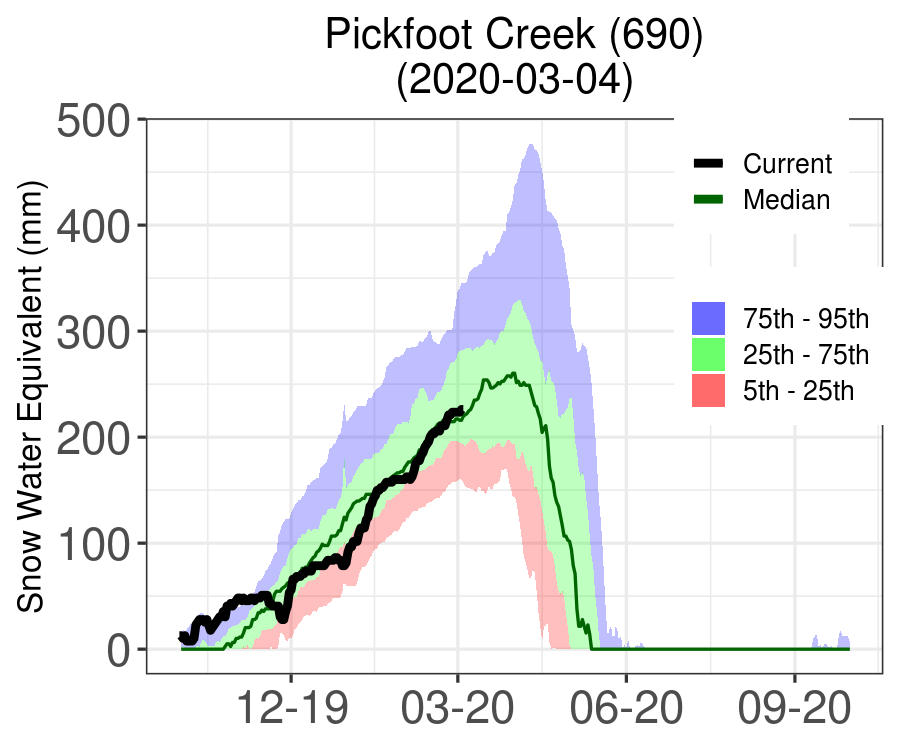 Pickfoot Creek (690)
(2020-03-04)
Snow Water Equivalent (mm)
500
400
300
200
100
0
12-19
03-20
06-20
09-20
Current
Median
75th - 95th
25th - 75th
5th - 25th